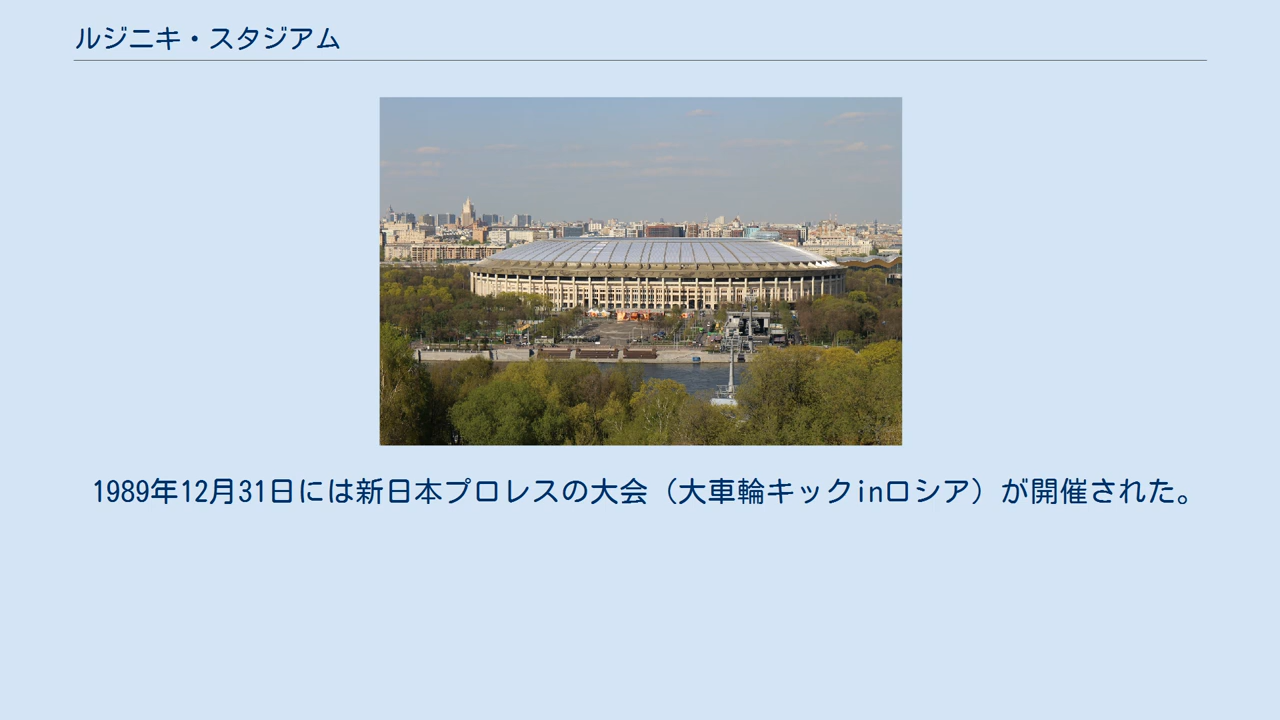 ルジニキ・スタジアム
1989年12月31日には新日本プロレスの大会（大車輪キックinロシア）が開催された。